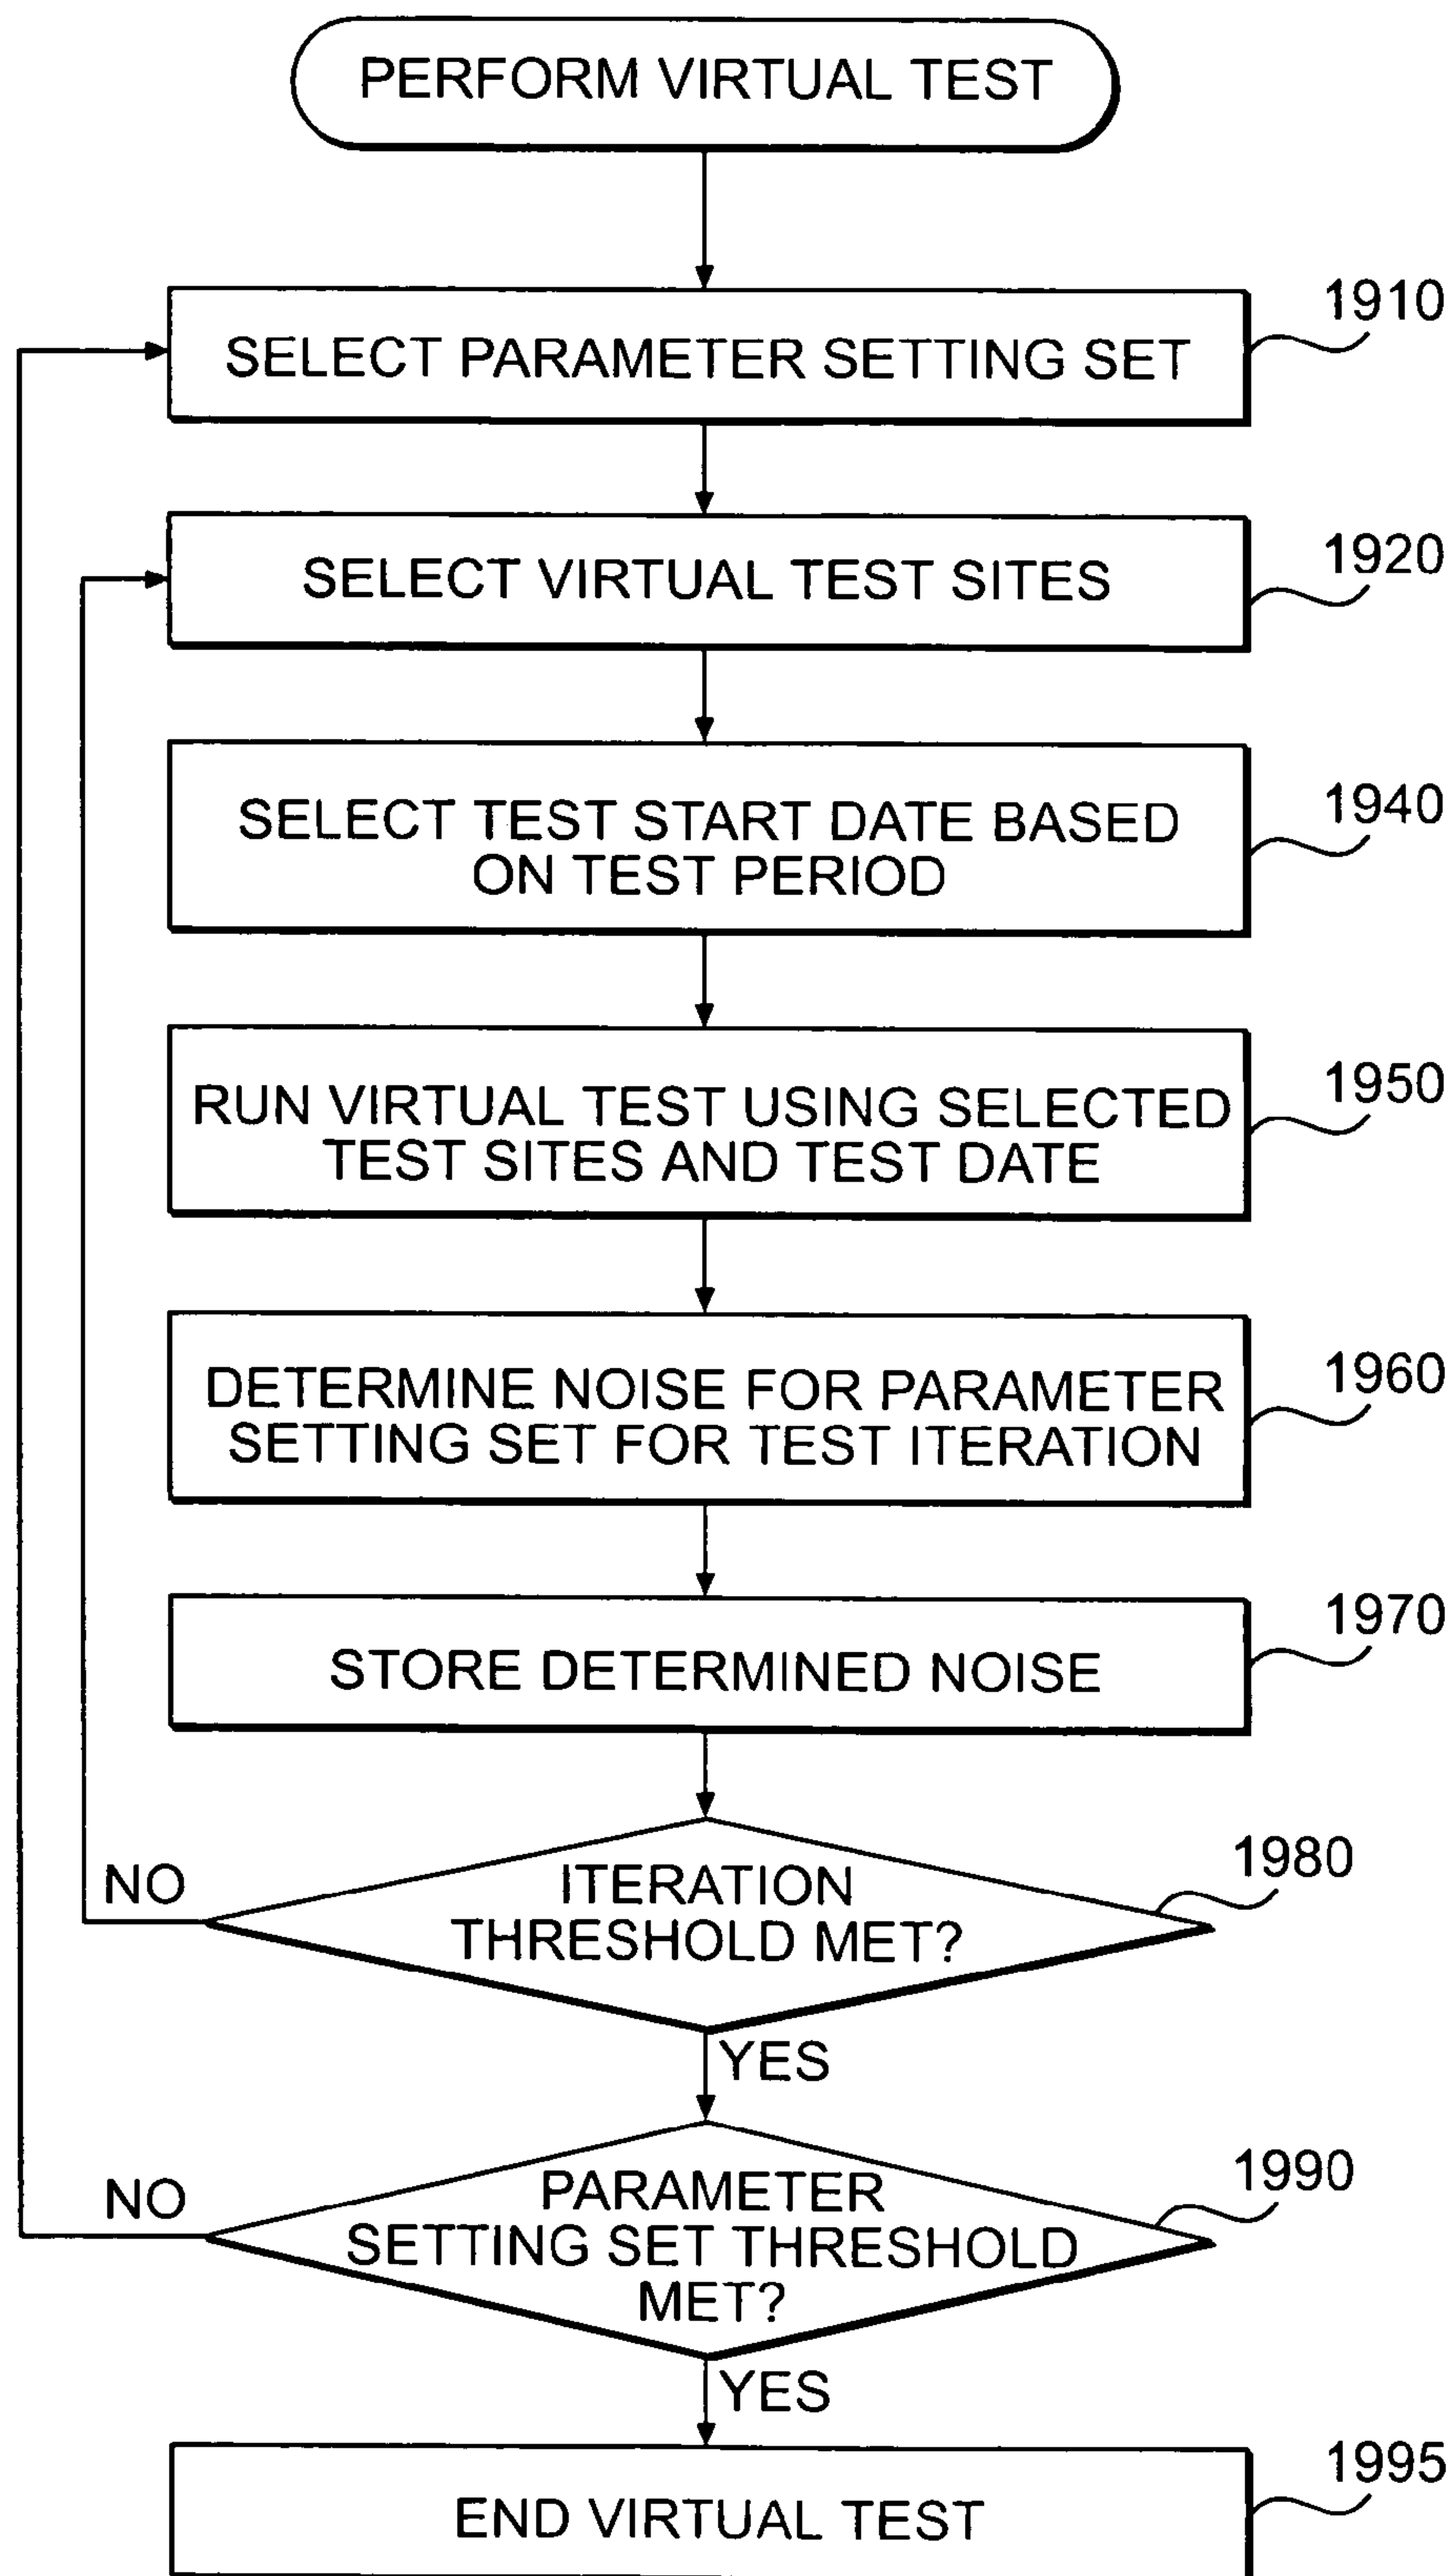 PERFORM VIRTUAL TEST
1910
SELECT PARAMETER SETTING SET
1920
SELECT VIRTUAL TEST SITES
1940
SELECT TEST START DATE BASED
ON TEST PERIOD
1950
RUN VIRTUAL TEST USING SELECTED
TEST SITES AND TEST DATE
1960
DETERMINE NOISE FOR PARAMETER
SETTING SET FOR TEST ITERATION
1970
STORE DETERMINED NOISE
1980
NO
ITERATION
THRESHOLD MET?
YES
1990
NO
PARAMETER
SETTING SET THRESHOLD
MET?
YES
1995
END VIRTUAL TEST